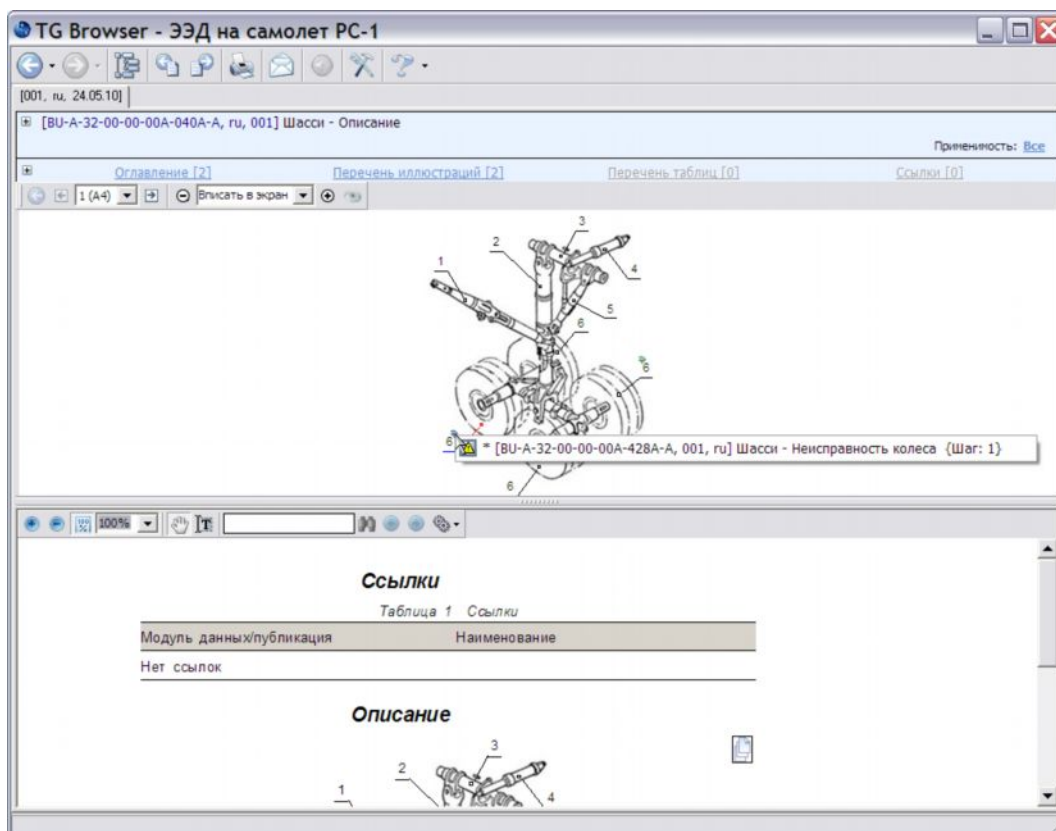 TG Browser - ЭЭД на самолет РС-1
[001, ru, 24.05.10]
[BU-A-32-00-00-00A-040A-A, ru, 001] Шасси - Описание
Применимость: Все
Оглавление [2] Перечень иллюстраций [2] Перечень таблиц [0] Ссылки [0]
1 (A4) Вписать в экран
3
2
1
4
5
6
6
6
* [BU-A-32-00-00-00A-428A-A, 001, ru] Шасси - Неисправность колеса {Шаг: 1}
6
100%
Ссылки
Таблица 1 Ссылки
Модуль данных/публикация Наименование
Нет ссылок
Описание
3
2
1
4